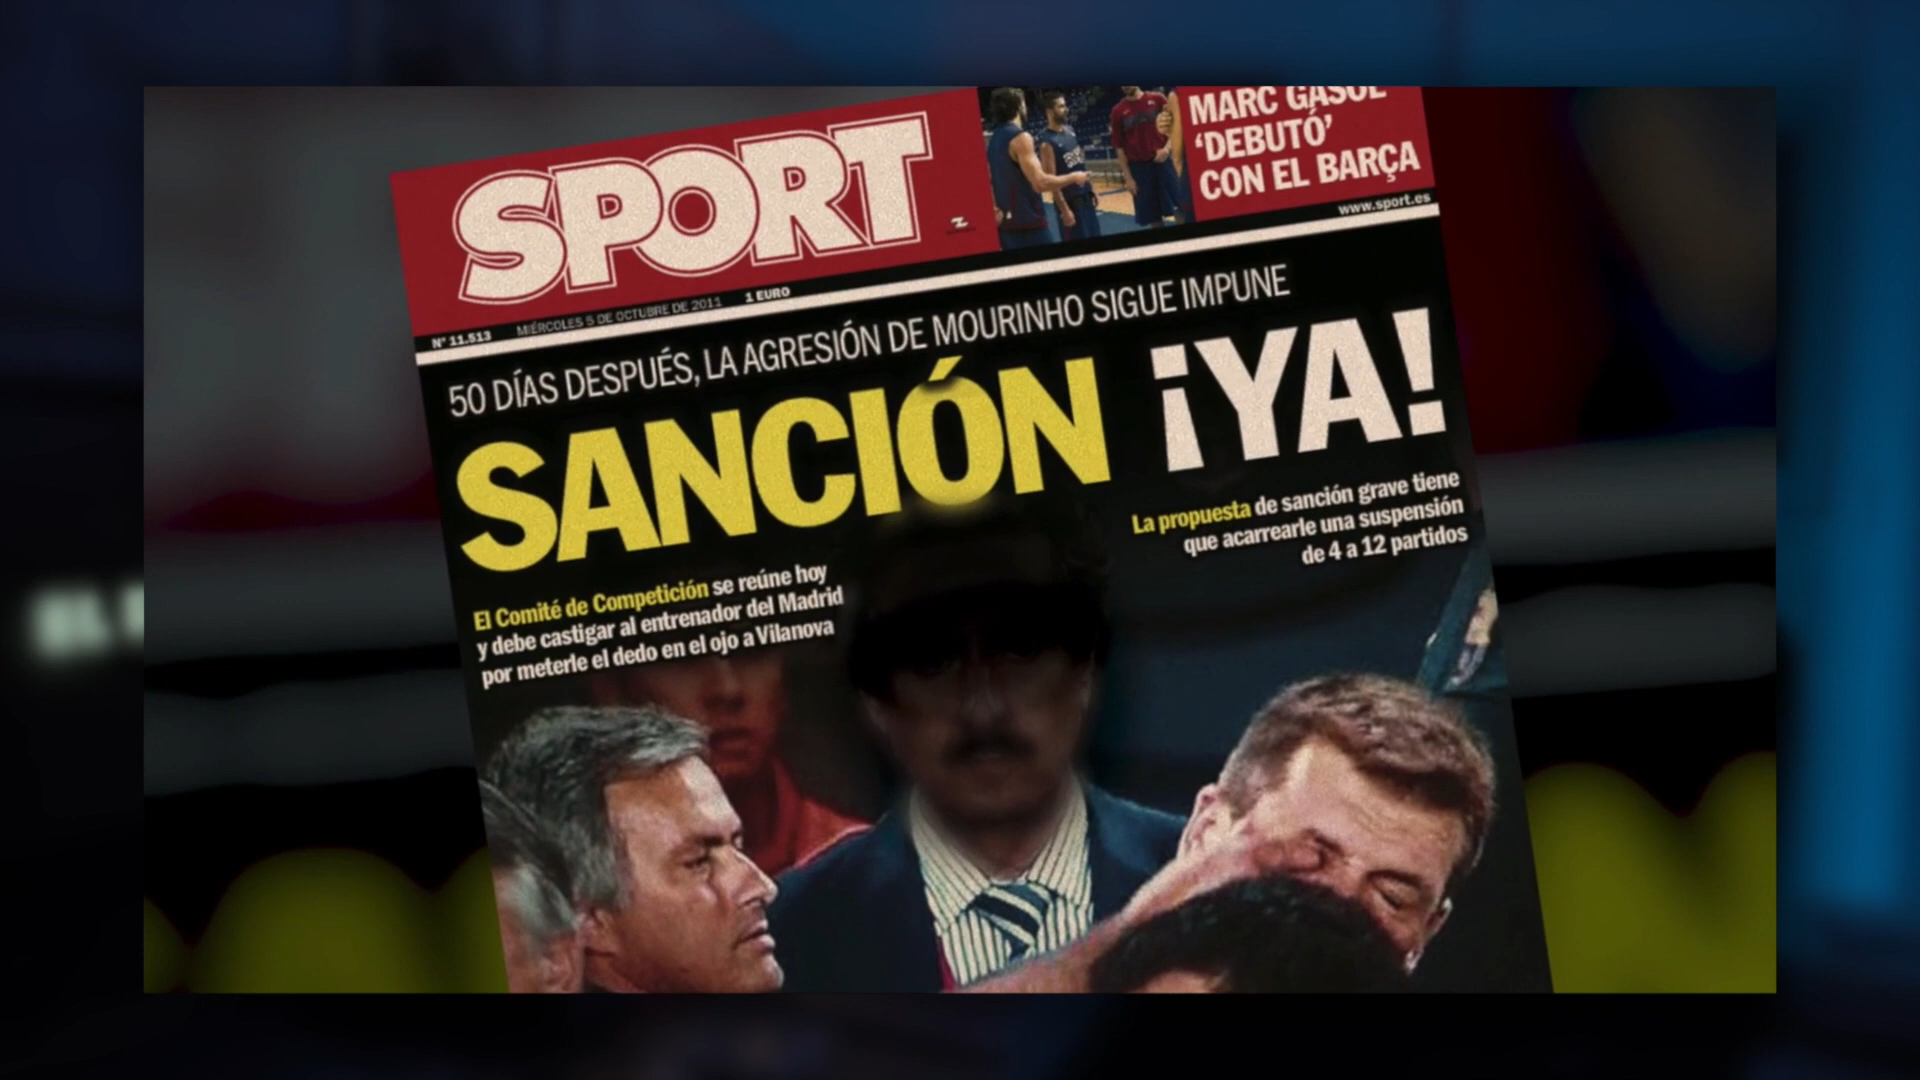 SPORT
MARC GASOL
‘DEBUTÓ’
CON EL BARÇA
www.sport.es
Nº 11.513 MIÉRCOLES 5 DE OCTUBRE DE 2011 1 EURO
50 DÍAS DESPUÉS, LA AGRESIÓN DE MOURINHO SIGUE IMPUNE
SANCIÓN ¡YA!
El Comité de Competición se reúne hoy
y debe castigar al entrenador del Madrid
por meterle el dedo en el ojo a Vilanova
La propuesta de sanción grave tiene
que acarrearle una suspensión
de 4 a 12 partidos